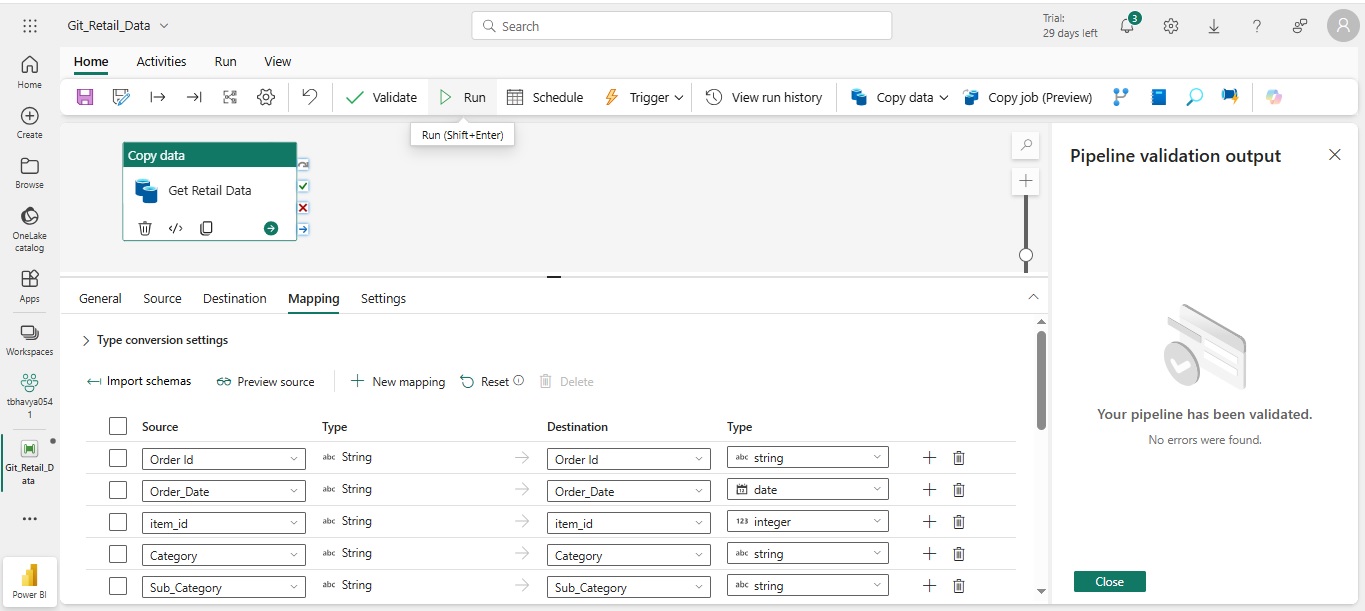 Git_Retail_Data
Search
Trial:
29 days left
3
Home Activities Run View
Validate Run Schedule Trigger View run history Copy data Copy job (Preview)
Run (Shift+Enter)
Home
Create
Browse
OneLake
catalog
Apps
Workspaces
tbhavya054
1
Git_Retail_D
ata
Power BI
Copy data
Get Retail Data
General Source Destination Mapping Settings
Type conversion settings
Import schemas Preview source New mapping Reset Delete
Source Type Destination Type
Order Id abc String Order Id abc string
Order_Date abc String Order_Date date
item_id abc String item_id 123 integer
Category abc String Category abc string
Sub_Category abc String Sub_Category abc string
Pipeline validation output
Your pipeline has been validated.
No errors were found.
Close